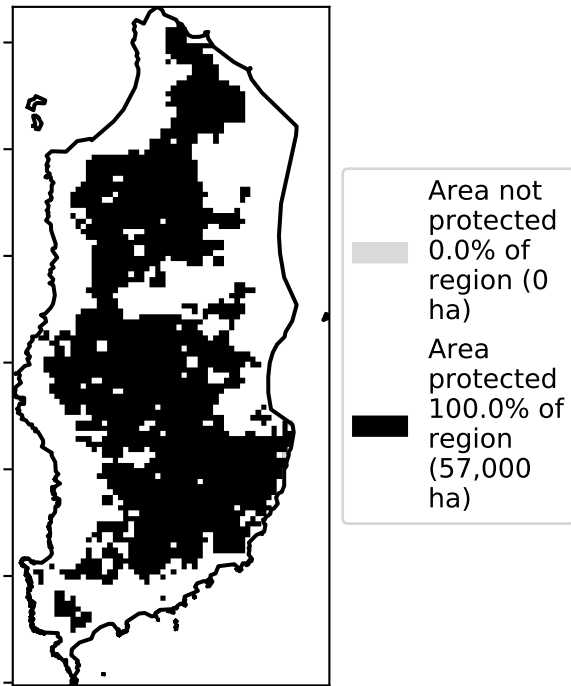 Area not
protected
0.0% of
region (0
ha)
Area
protected
100.0% of
region
(57,000
ha)